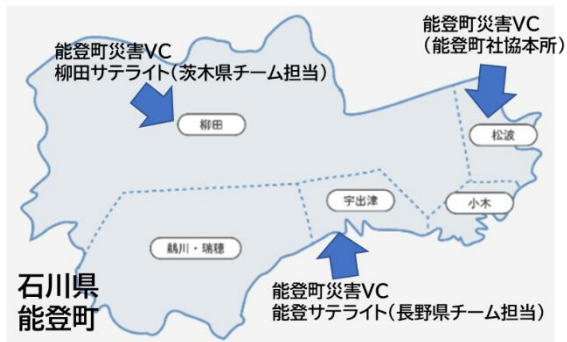 能登町災害VC
(能登町社協本所)
能登町災害VC
柳田サテライト(茨木県チーム担当)
柳田
松波
宇出津
小木
鵜川・瑞穂
石川県
能登町
能登町災害VC
能登サテライト(長野県チーム担当)